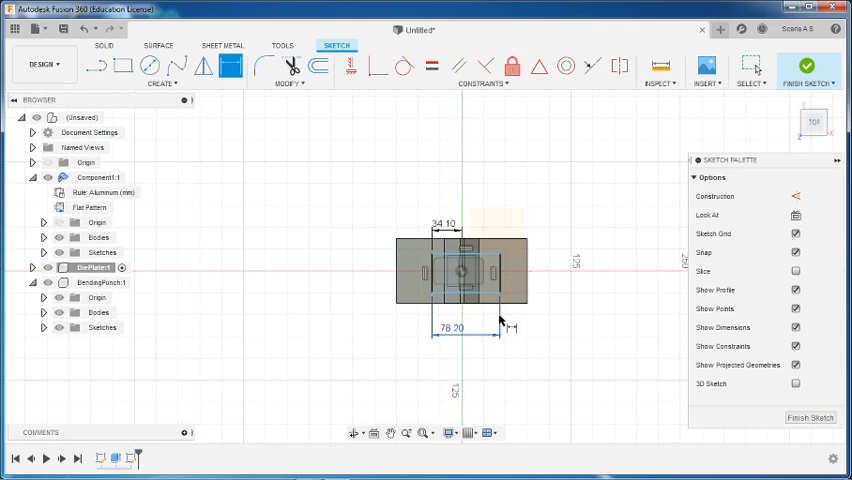 Autodesk Fusion 360 (Education License)
Untitled*
Scaria A S
SOLID SURFACE SHEET METAL TOOLS SKETCH
DESIGN
CREATE MODIFY CONSTRAINTS INSPECT INSERT SELECT FINISH SKETCH
BROWSER
(Unsaved)
Document Settings
Named Views
Origin
Component1:1
Rule: Aluminum (mm)
Flat Pattern
Origin
Bodies
Sketches
DiePlate:1
BendingPunch:1
Origin
Bodies
Sketches
34.10
78.20
125
250
125
TOP
X
Z
SKETCH PALETTE
Options
Construction
Look At
Sketch Grid
Snap
Slice
Show Profile
Show Points
Show Dimensions
Show Constraints
Show Projected Geometries
3D Sketch
Finish Sketch
COMMENTS